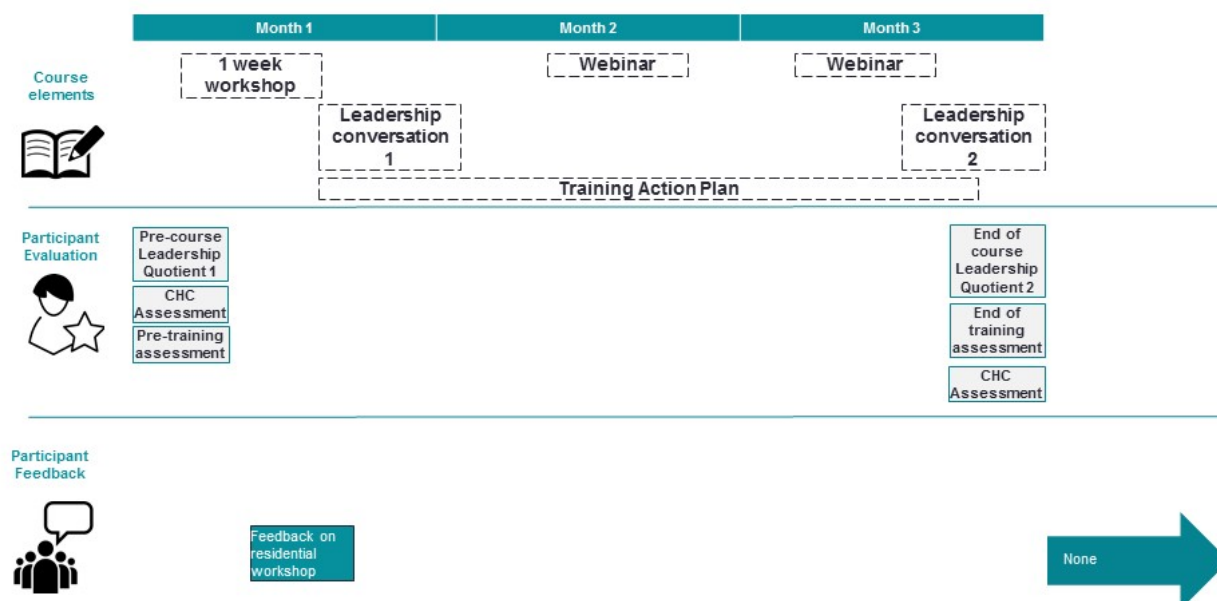 Month 1
Month 2
Month 3
Course
elements
1 week
workshop
Webinar
Webinar
Leadership
conversation
1
Leadership
conversation
2
Training Action Plan
Participant
Evaluation
Pre-course
Leadership
Quotient 1
CHC
Assessment
Pre-training
assessment
End of
course
Leadership
Quotient 2
End of
training
assessment
CHC
Assessment
Participant
Feedback
Feedback on
residential
workshop
None